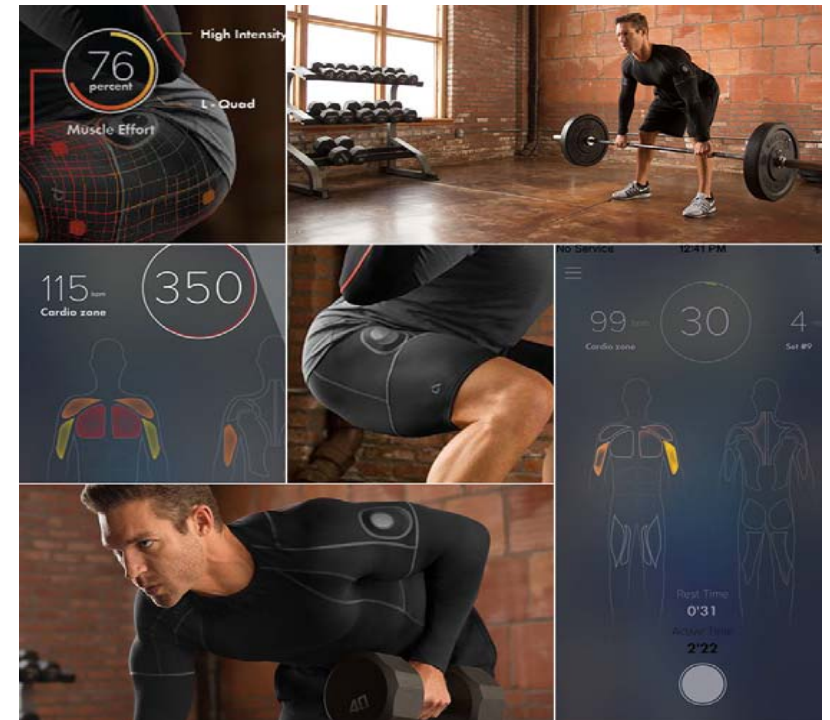 High Intensity
76
percent
L - Quad
Muscle Effort
115 bpm
Cardio zone
350
No Service
12:41 PM
99 bpm
Cardio zone
30
4
Set #9
Rest Time
0'31
Active Time
2'22
40